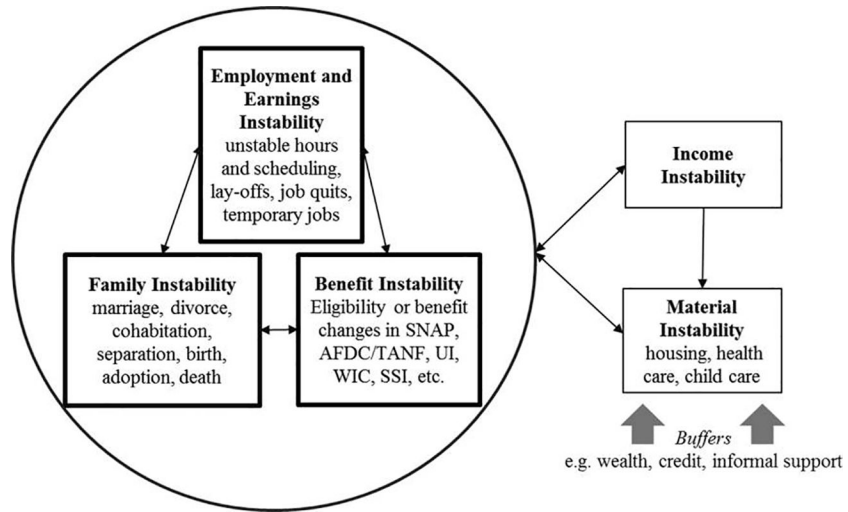 Employment and
Earnings
Instability
unstable hours
and scheduling,
lay-offs, job quits,
temporary jobs
Family Instability
marriage, divorce,
cohabitation,
separation, birth,
adoption, death
Benefit Instability
Eligibility or benefit
changes in SNAP,
AFDC/TANF, UI,
WIC, SSI, etc.
Income
Instability
Material
Instability
housing, health
care, child care
Buffers
e.g. wealth, credit, informal support